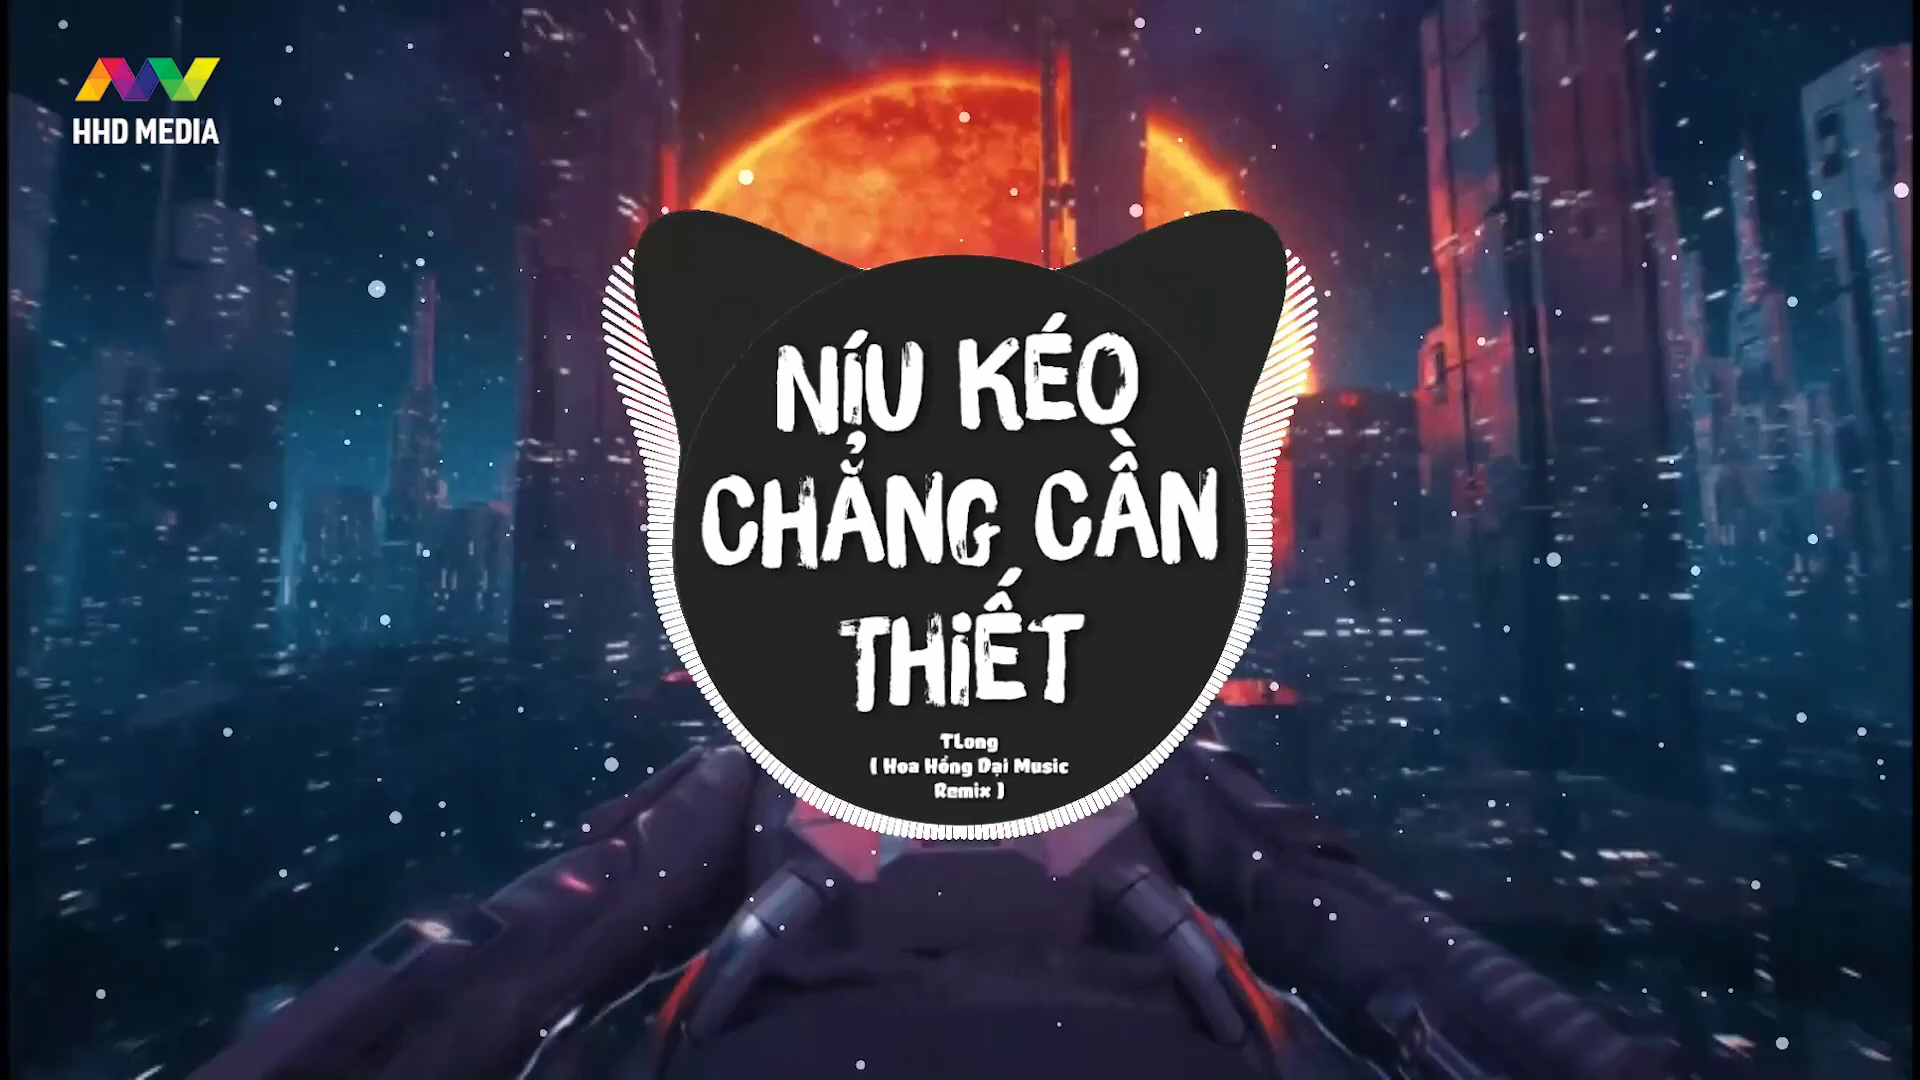 HHD MEDIA
NÍU KÉO
CHẲNG CẦN
THIẾT
TLong
( Hoa Hồng Dại Music
Remix )